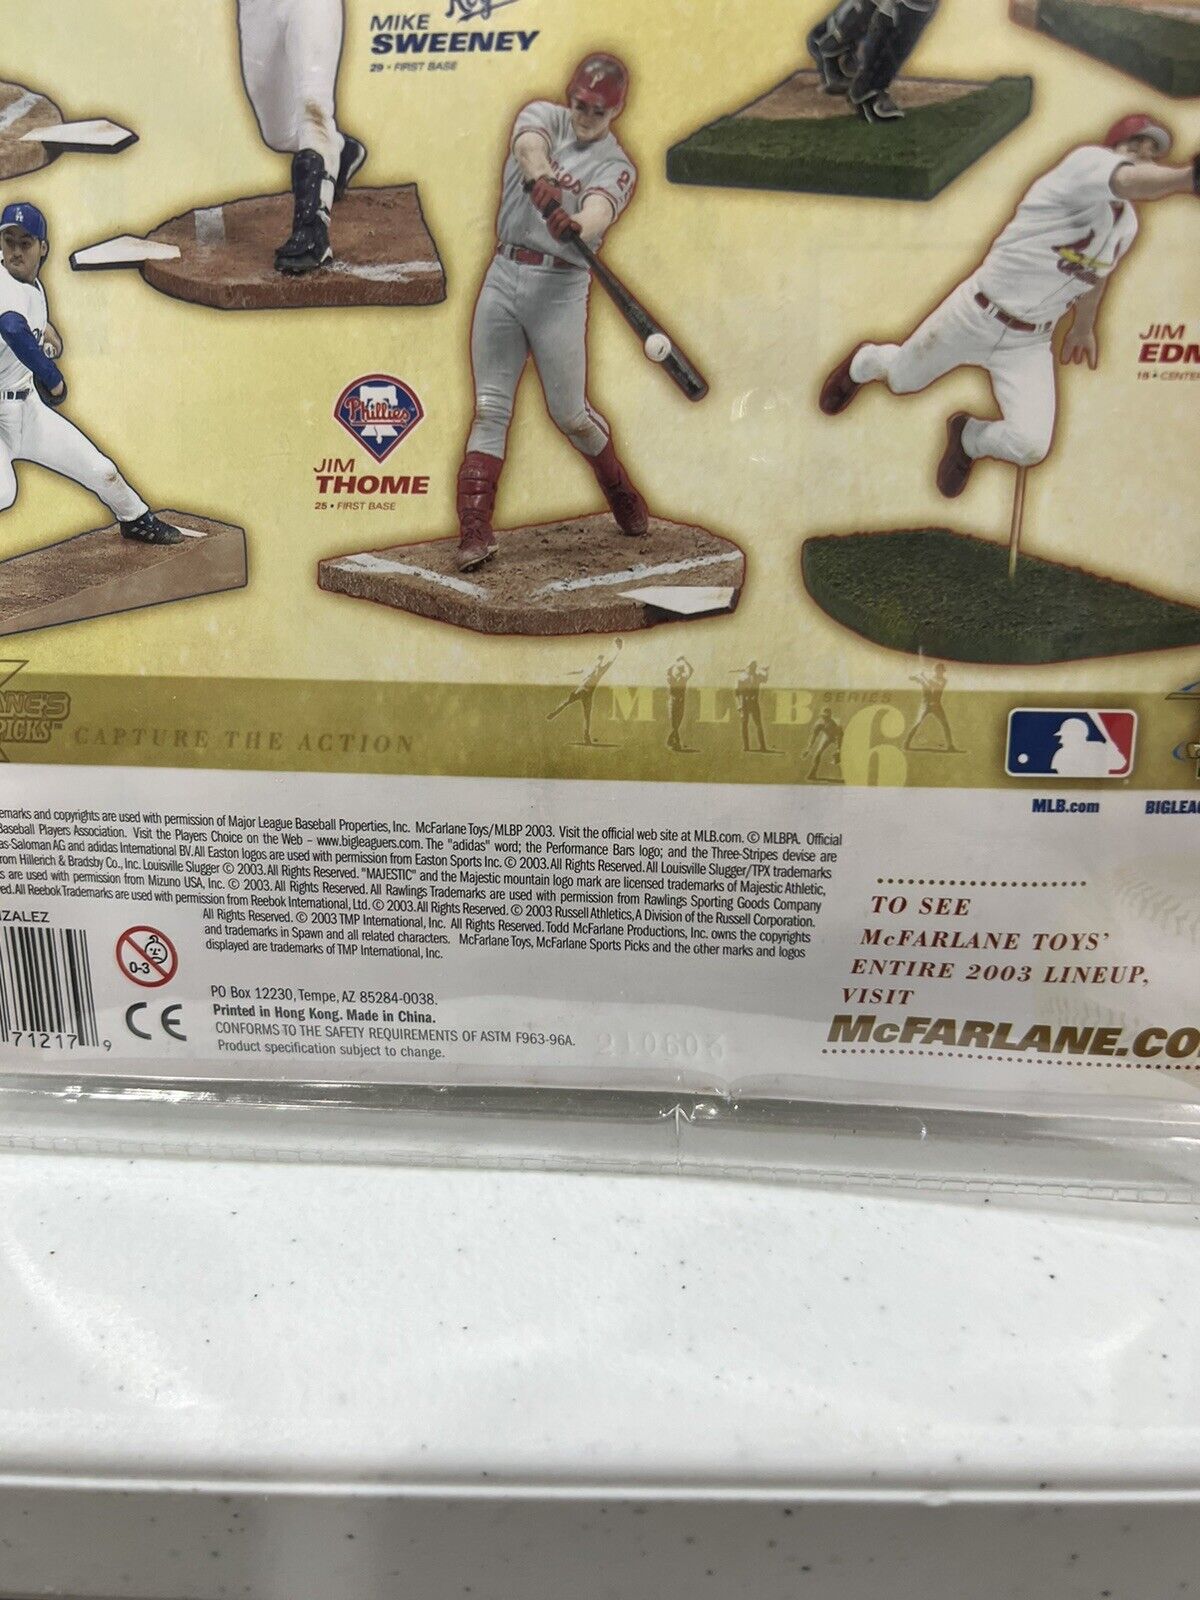 MIKE
SWEENEY
29 • FIRST BASE
Phillies
JIM
THOME
25 • FIRST BASE
JIM
18 • CENTER
PICKS™
CAPTURE THE ACTION
MLB SERIES 6
MLB.com
marks and copyrights are used with permission of Major League Baseball Properties, Inc. McFarlane Toys/MLBP 2003. Visit the official web site at MLB.com. © MLBPA. Official
Baseball Players Association. Visit the Players Choice on the Web – www.bigleaguers.com. The "adidas" word; the Performance Bars logo; and the Three-Stripes devise are
as-Saloman AG and adidas International BV. All Easton logos are used with permission from Easton Sports Inc. © 2003. All Rights Reserved. All Louisville Slugger/TPX trademarks
rom Hillerich & Bradsby Co., Inc. Louisville Slugger © 2003. All Rights Reserved. "MAJESTIC" and the Majestic mountain logo mark are licensed trademarks of Majestic Athletic,
s are used with permission from Mizuno USA, Inc. © 2003. All Rights Reserved. All Rawlings Trademarks are used with permission from Rawlings Sporting Goods Company
ed. All Reebok Trademarks are used with permission from Reebok International, Ltd. © 2003. All Rights Reserved. © 2003 Russell Athletics, A Division of the Russell Corporation.
All Rights Reserved. © 2003 TMP International, Inc. All Rights Reserved. Todd McFarlane Productions, Inc. owns the copyrights
and trademarks in Spawn and all related characters. McFarlane Toys, McFarlane Sports Picks and the other marks and logos
displayed are trademarks of TMP International, Inc.
NZALEZ
0-3
71217 9
CE
PO Box 12230, Tempe, AZ 85284-0038.
Printed in Hong Kong. Made in China.
CONFORMS TO THE SAFETY REQUIREMENTS OF ASTM F963-96A.
Product specification subject to change.
TO SEE
McFARLANE TOYS'
ENTIRE 2003 LINEUP,
VISIT
McFARLANE.CO